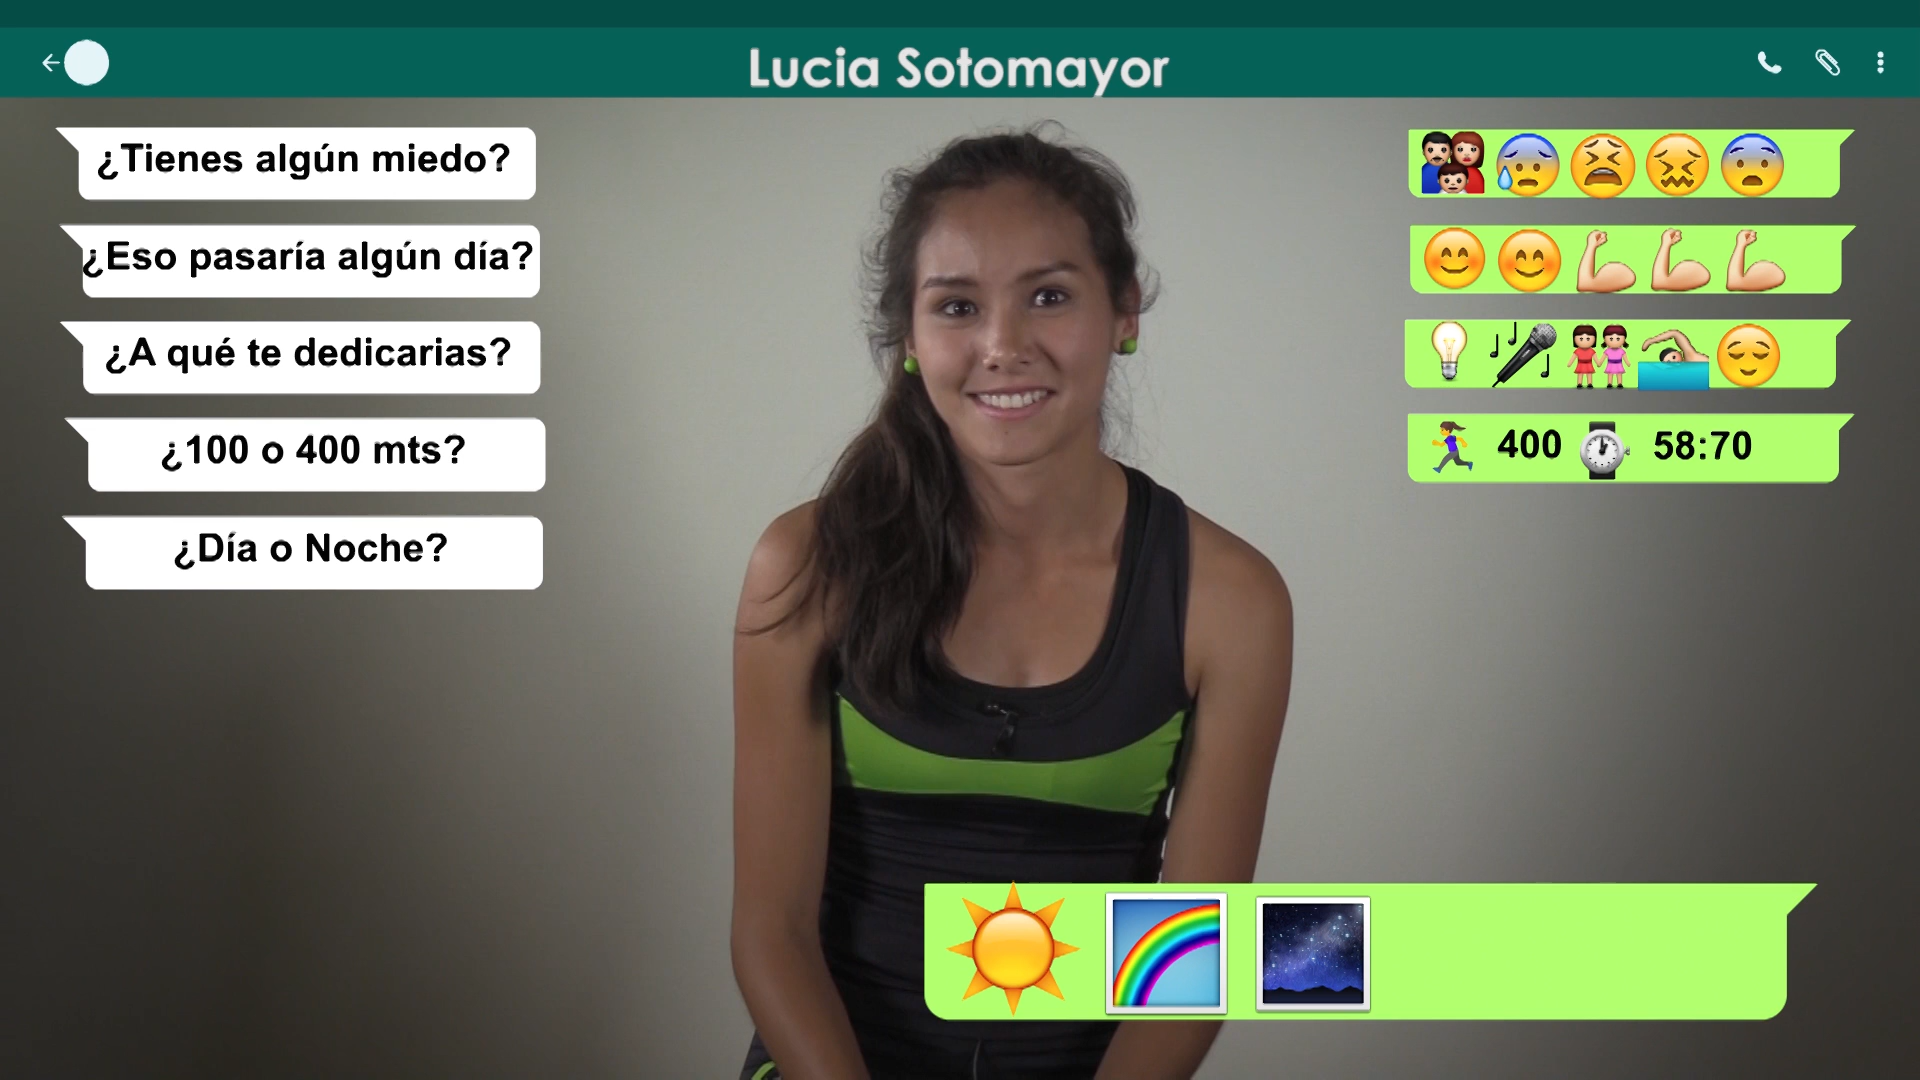 Lucia Sotomayor
¿Tienes algún miedo?
¿Eso pasaría algún día?
¿A qué te dedicarias?
¿100 o 400 mts?
400 58:70
¿Día o Noche?